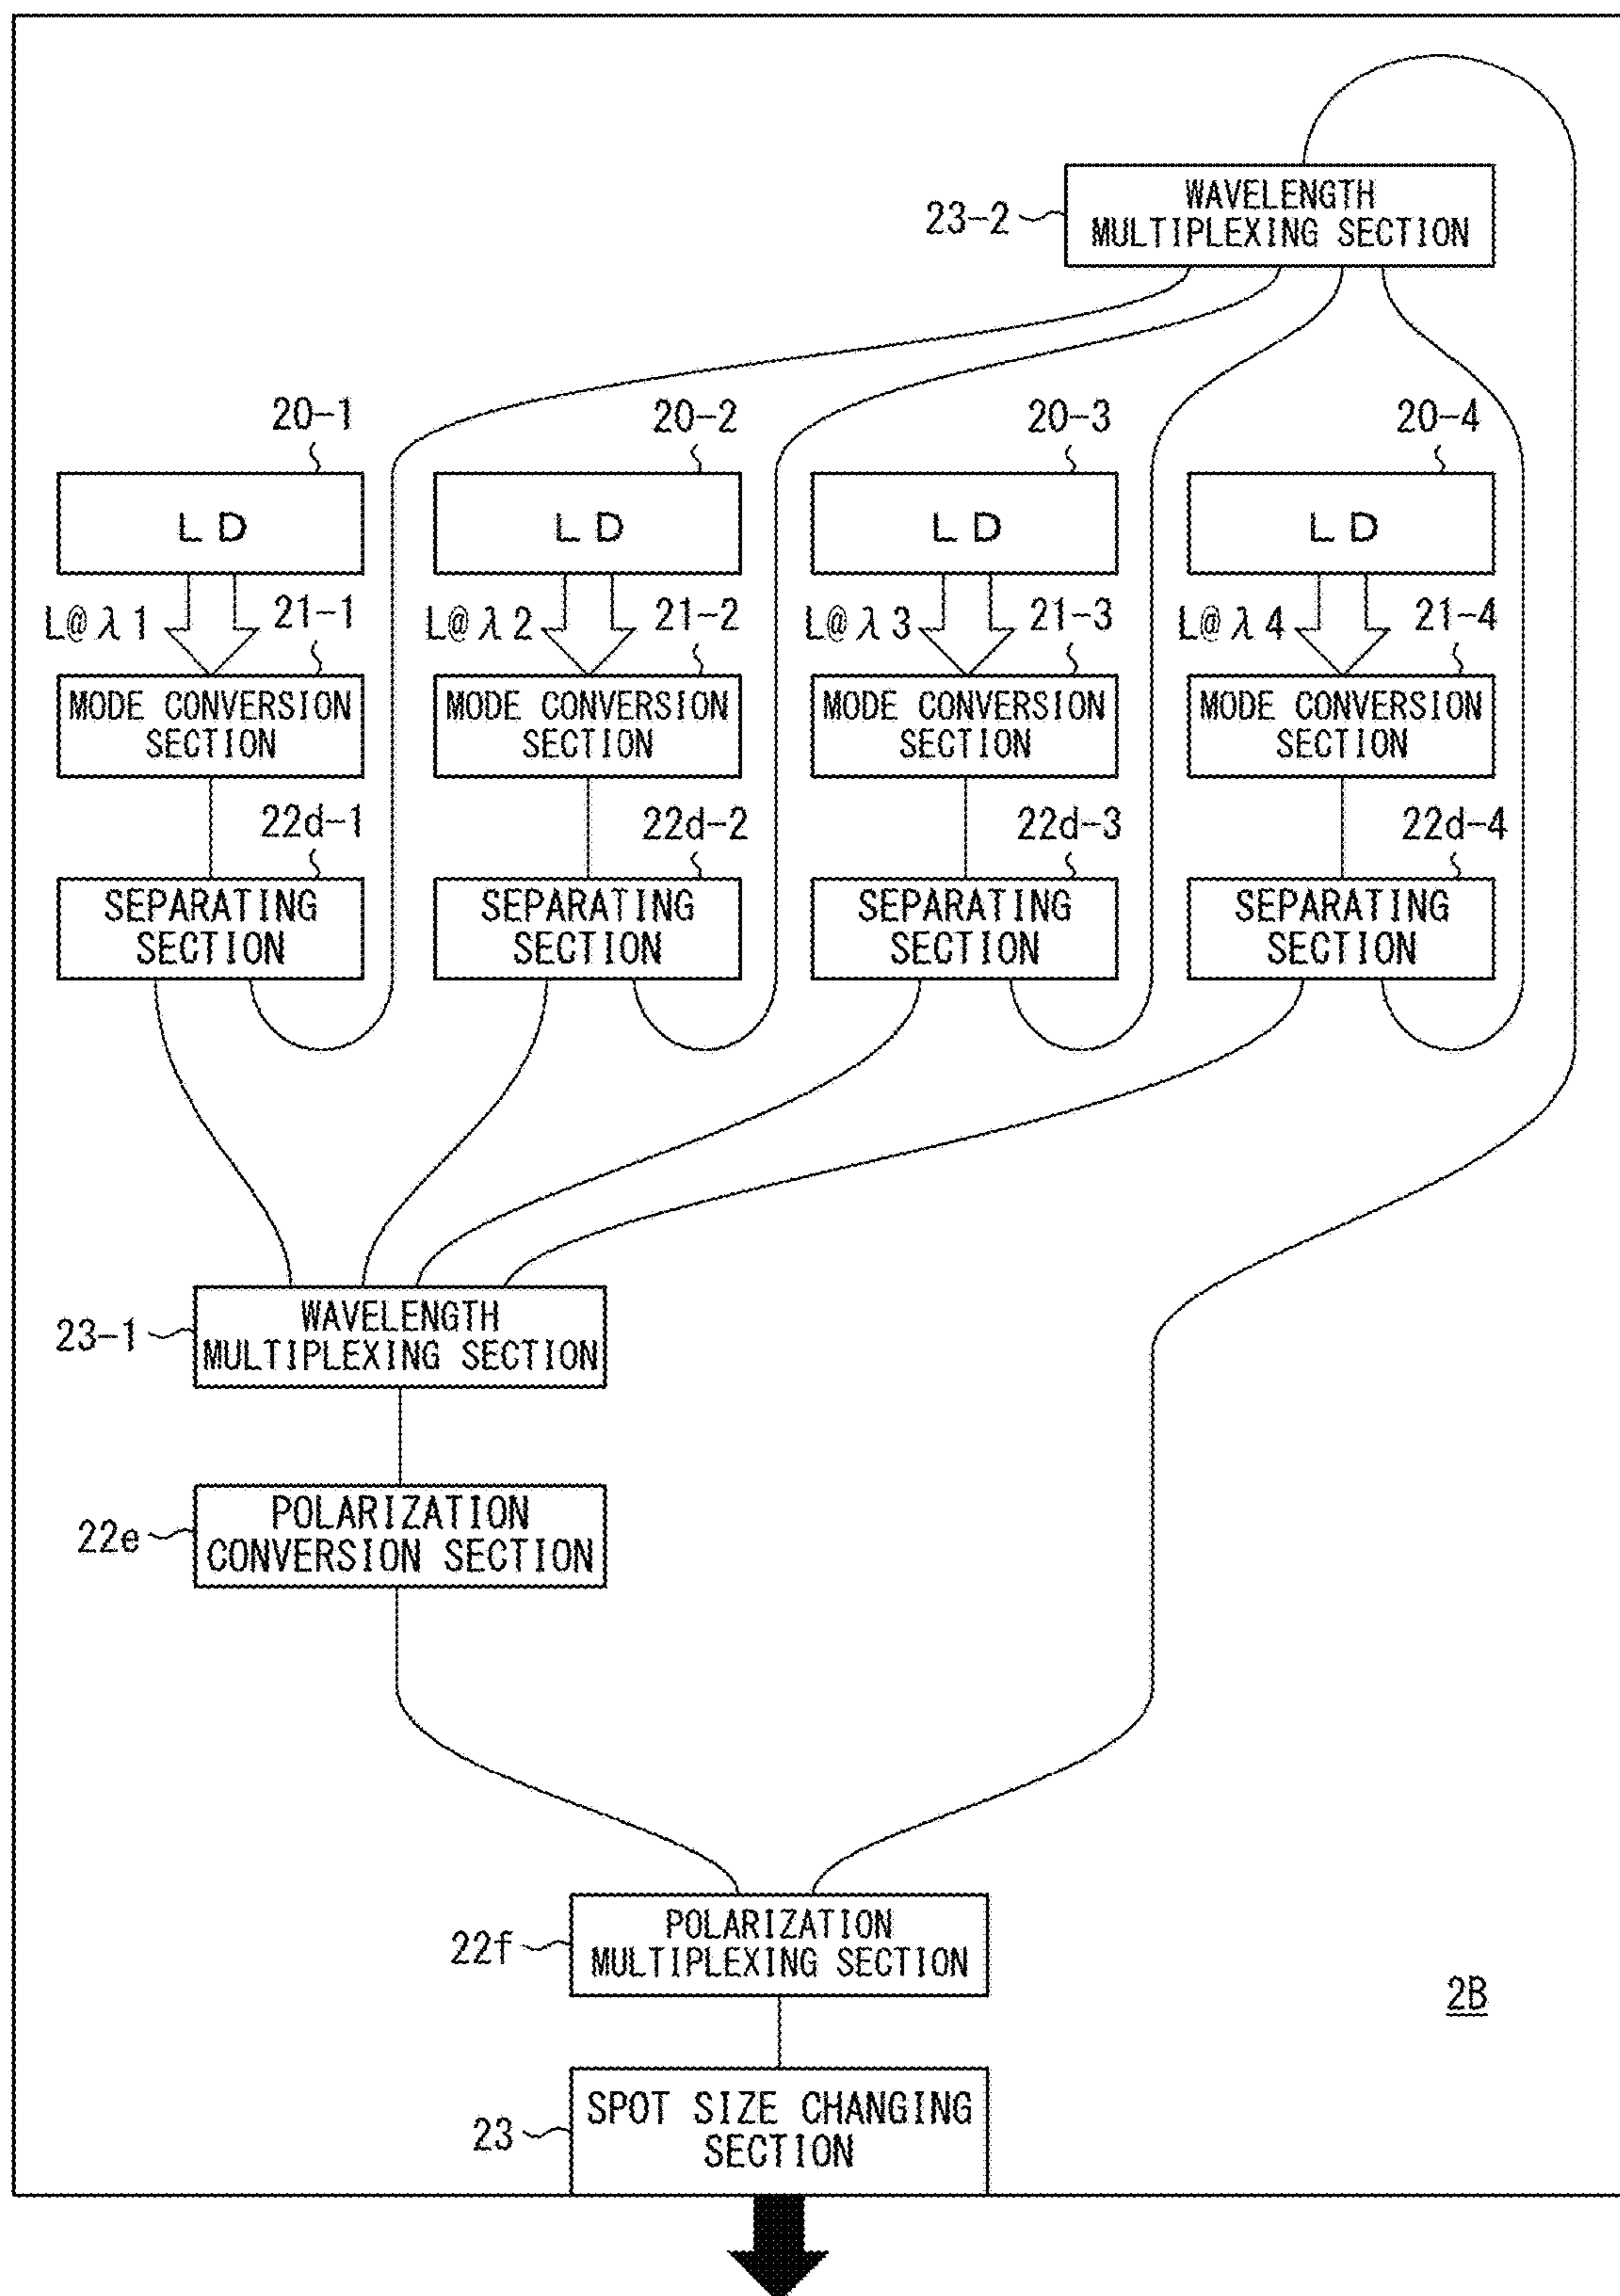 23-2
WAVELENGTH
MULTIPLEXING SECTION
20-1
20-2
20-3
20-4
LD
LD
LD
LD
L@λ1
21-1
L@λ2
21-2
L@λ3
21-3
L@λ4
21-4
MODE CONVERSION
SECTION
MODE CONVERSION
SECTION
MODE CONVERSION
SECTION
MODE CONVERSION
SECTION
22d-1
22d-2
22d-3
22d-4
SEPARATING
SECTION
SEPARATING
SECTION
SEPARATING
SECTION
SEPARATING
SECTION
23-1
WAVELENGTH
MULTIPLEXING SECTION
22e
POLARIZATION
CONVERSION SECTION
22f
POLARIZATION
MULTIPLEXING SECTION
2B
23
SPOT SIZE CHANGING
SECTION